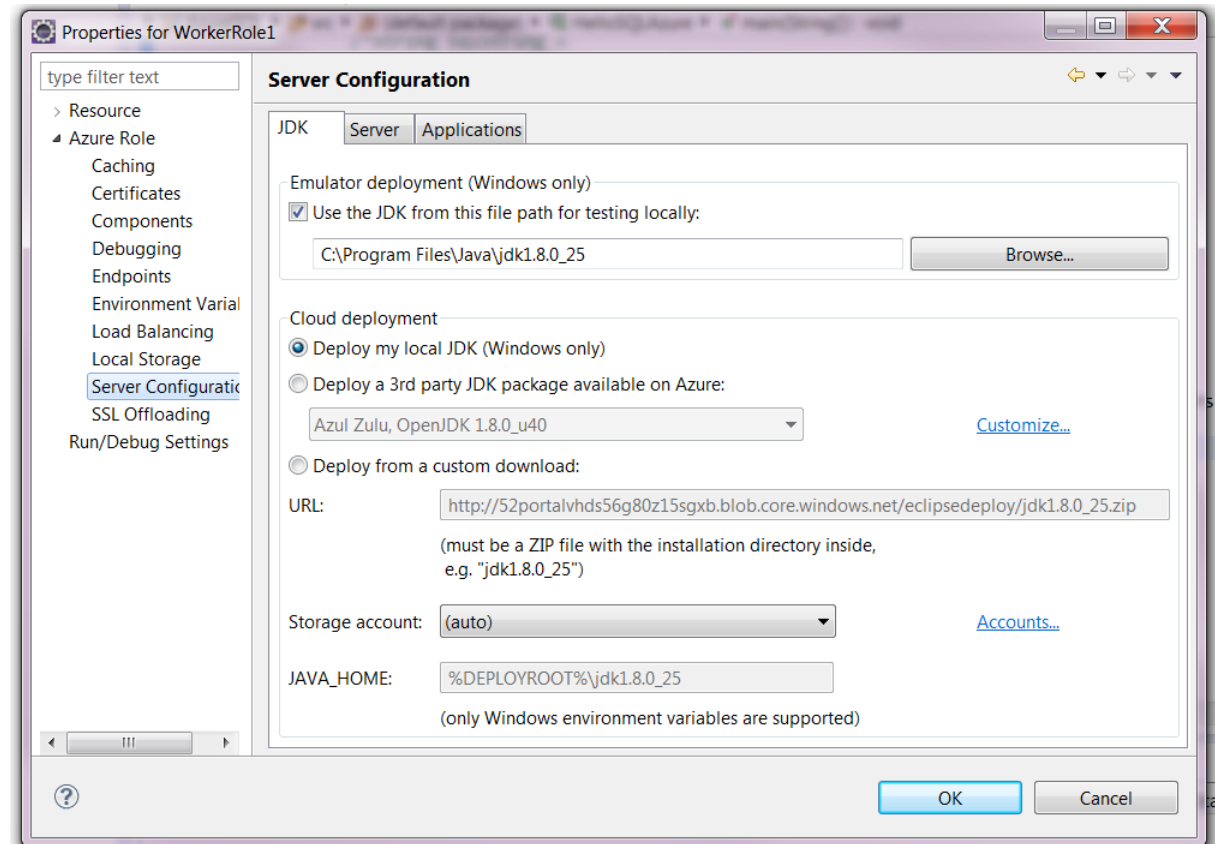 Properties for WorkerRole1
type filter text
Resource
Azure Role
Caching
Certificates
Components
Debugging
Endpoints
Environment Varial
Load Balancing
Local Storage
Server Configuratic
SSL Offloading
Run/Debug Settings
Server Configuration
JDK
Server
Applications
Emulator deployment (Windows only)
Use the JDK from this file path for testing locally:
C:\Program Files\Java\jdk1.8.0_25
Browse...
Cloud deployment
Deploy my local JDK (Windows only)
Deploy a 3rd party JDK package available on Azure:
Azul Zulu, OpenJDK 1.8.0_u40
Customize...
Deploy from a custom download:
URL:
http://52portalvhds56g80z15sgxb.blob.core.windows.net/eclipsedeploy/jdk1.8.0_25.zip
(must be a ZIP file with the installation directory inside,
e.g. "jdk1.8.0_25")
Storage account:
(auto)
Accounts...
JAVA_HOME:
%DEPLOYROOT%\jdk1.8.0_25
(only Windows environment variables are supported)
OK
Cancel